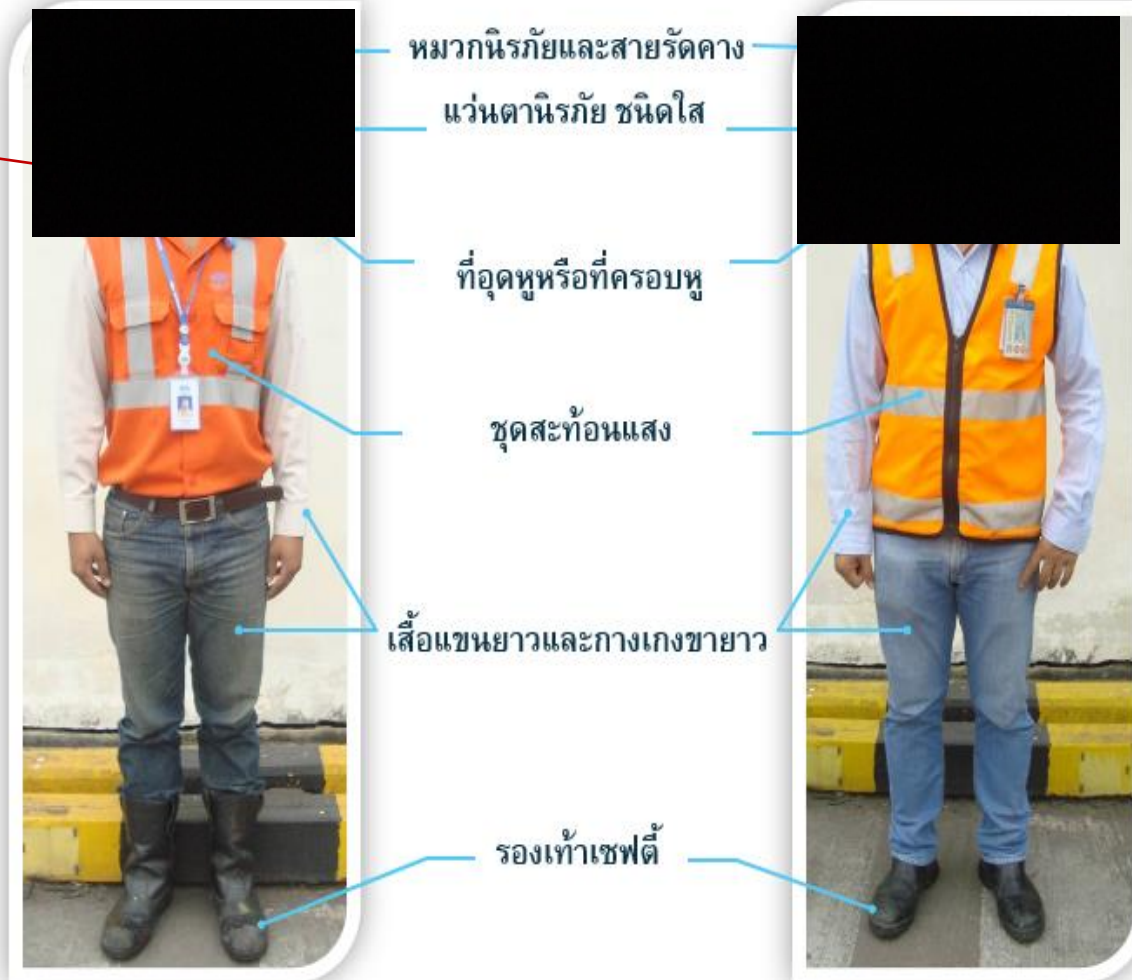 หมวกนิรภัยและสายรัดคาง
แว่นตานิรภัย ชนิดใส
ที่อุดหูหรือที่ครอบหู
ชุดสะท้อนแสง
เสื้อแขนยาวและกางเกงขายาว
รองเท้าเซฟตี้